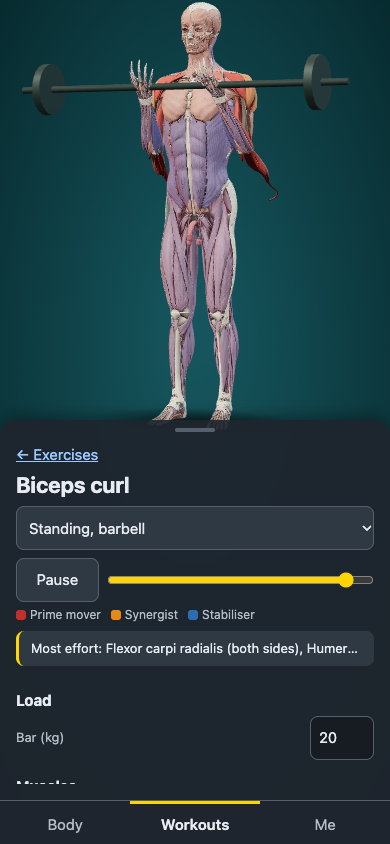 ← Exercises
Biceps curl
Standing, barbell
Pause
Prime mover Synergist Stabiliser
Most effort: Flexor carpi radialis (both sides), Humer...
Load
Bar (kg)
20
Muscles
Body Workouts Me